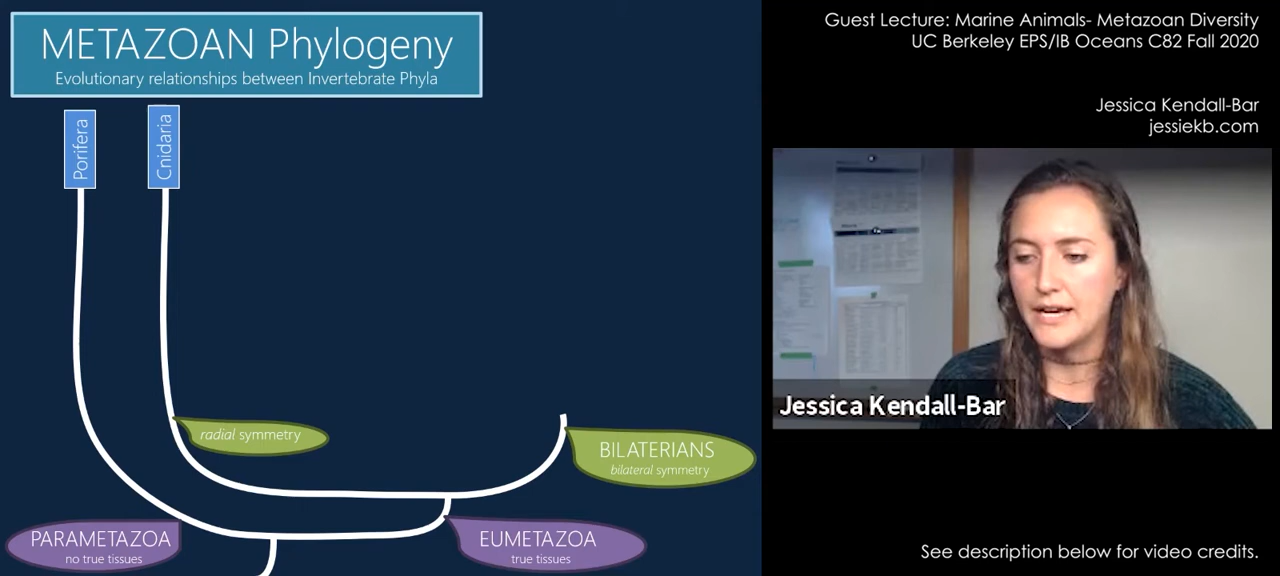 METAZOAN Phylogeny
Evolutionary relationships between Invertebrate Phyla
Porifera
Cnidaria
radial symmetry
BILATERIANS
bilateral symmetry
PARAMETAZOA
no true tissues
EUMETAZOA
true tissues
Guest Lecture: Marine Animals- Metazoan Diversity
UC Berkeley EPS/IB Oceans C82 Fall 2020
Jessica Kendall-Bar
jessiekb.com
Jessica Kendall-Bar
See description below for video credits.